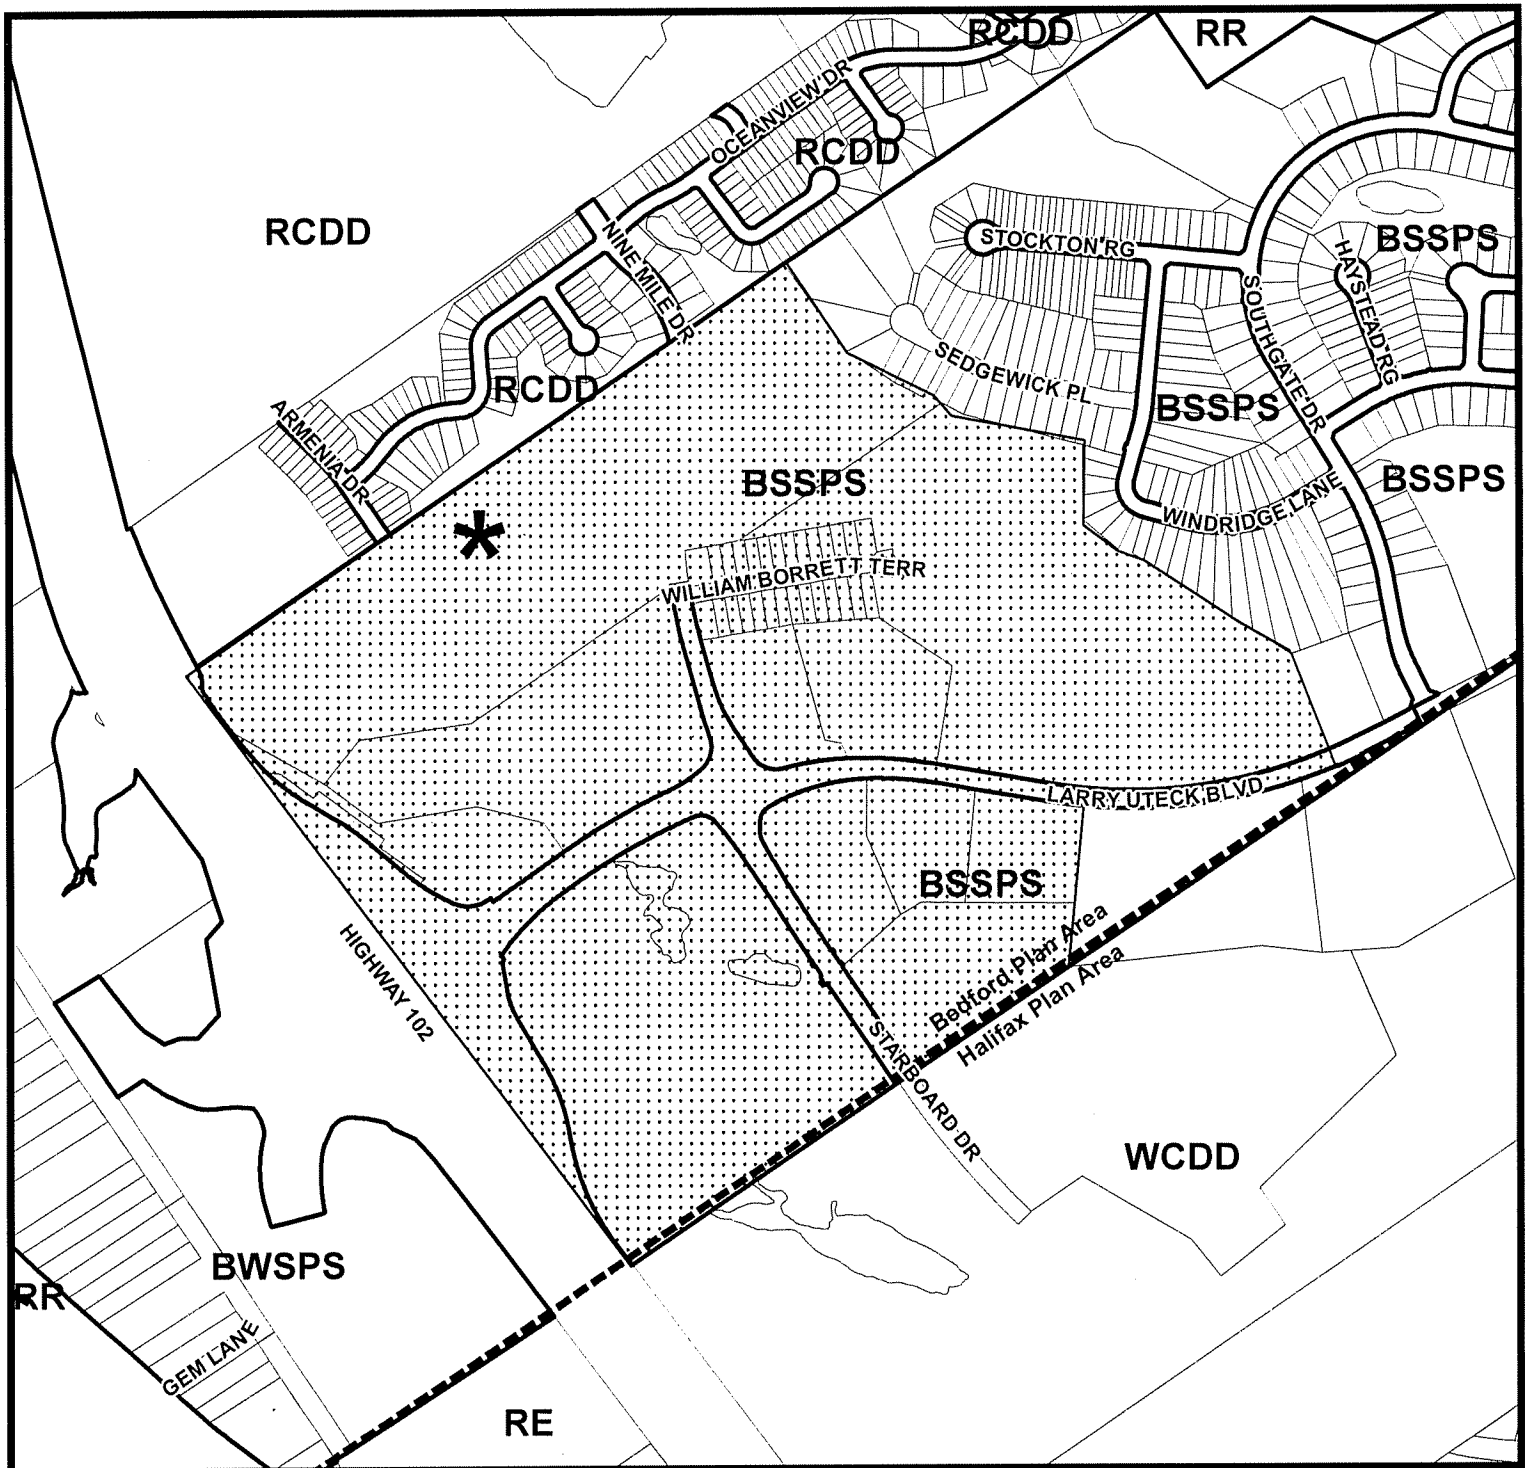 RCDD
RR
OCEANVIEW DR
RCDD
RCDD
NINE MILE DR
STOCKTON RG
HAYSTEAD RG
BSSPS
SOUTHGATE DR
SEDGEWICK PL
RCDD
BSSPS
ARMENIA DR
BSSPS
BSSPS
WINDRIDGE LANE
*
WILLIAM BORRETT TERR
LARRY UTECK BLVD
BSSPS
HIGHWAY 102
Bedford Plan Area
Halifax Plan Area
STARBOARD DR
WCDD
BWSPS
RR
GEM LANE
RE